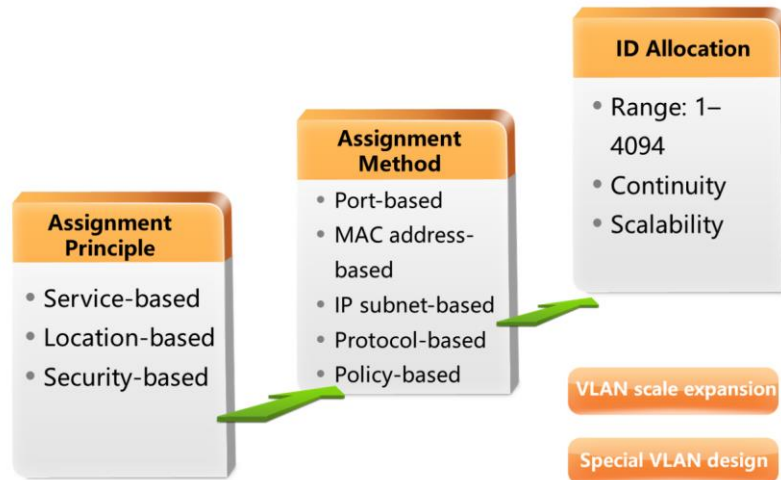 Assignment
Principle
• Service-based
• Location-based
• Security-based
Assignment
Method
• Port-based
• MAC address-
based
• IP subnet-based
• Protocol-based
• Policy-based
ID Allocation
• Range: 1–
4094
• Continuity
• Scalability
VLAN scale expansion
Special VLAN design